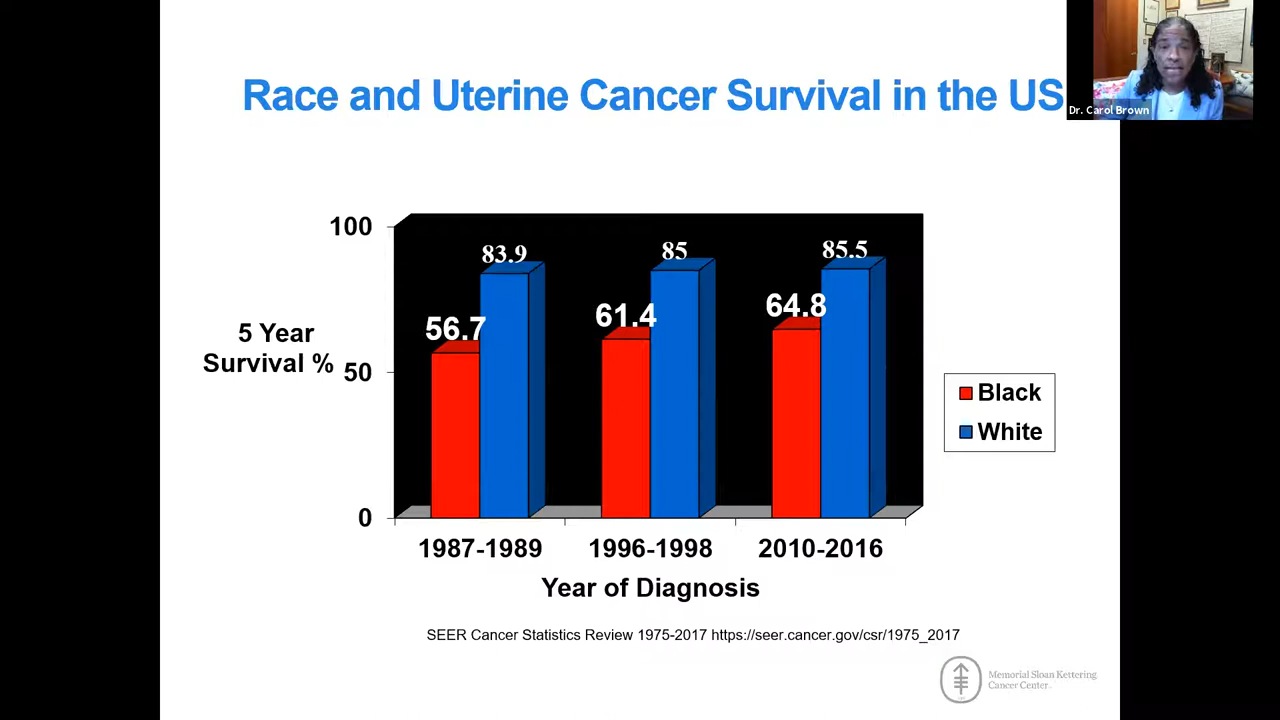 Race and Uterine Cancer Survival in the US
Dr. Carol Brown
100
83.9
85
85.5
56.7
61.4
64.8
5 Year
Survival %
50
Black
White
0
1987-1989
1996-1998
2010-2016
Year of Diagnosis
SEER Cancer Statistics Review 1975-2017 https://seer.cancer.gov/csr/1975_2017
Memorial Sloan Kettering
Cancer Center